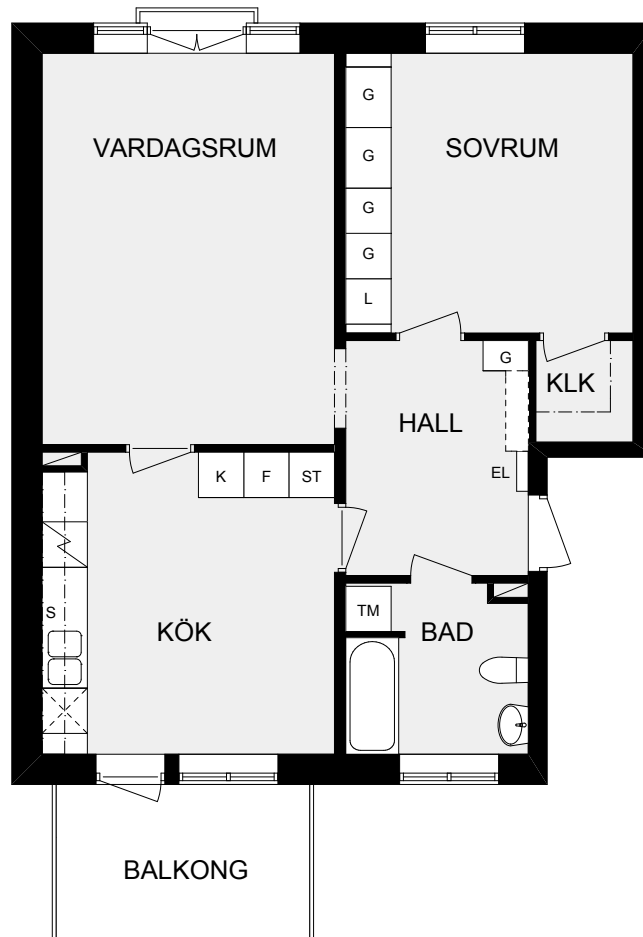 VARDAGSRUM
SOVRUM
G
G
G
G
L
G
KLK
HALL
EL
K F ST
S
KÖK
TM
BAD
BALKONG